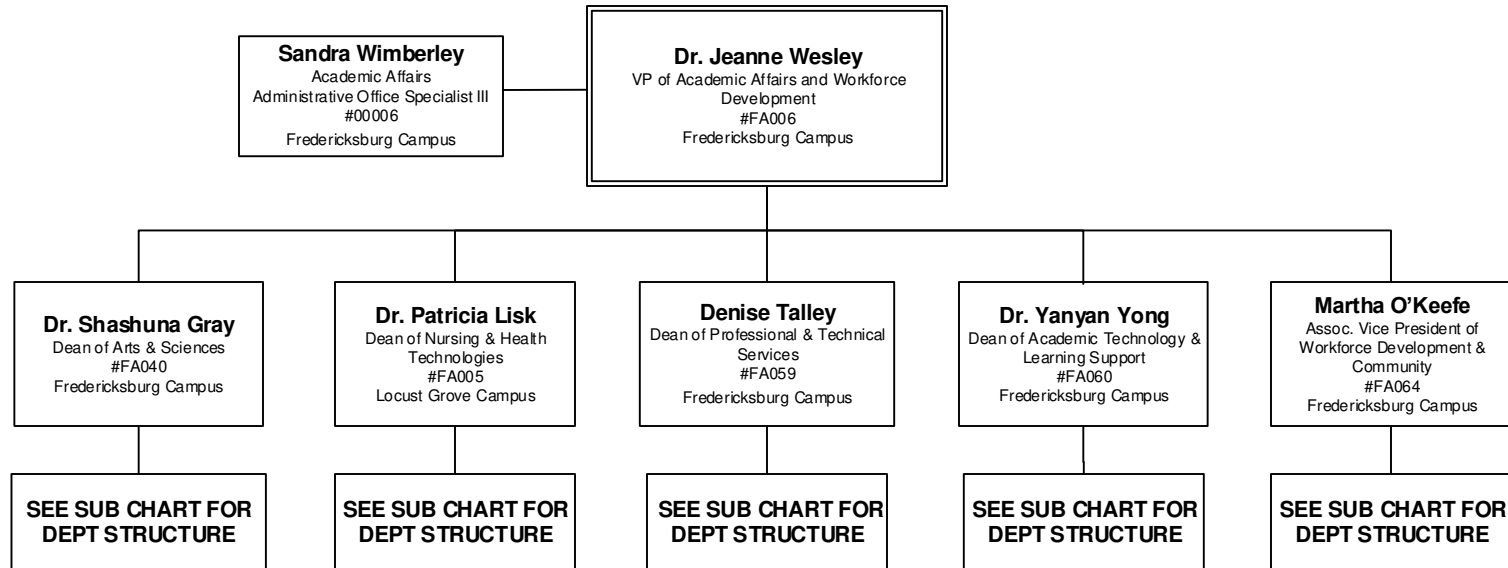 Sandra Wimberley
Academic Affairs
Administrative Office Specialist III
#00006
Fredericksburg Campus
Dr. Jeanne Wesley
VP of Academic Affairs and Workforce
Development
#FA006
Fredericksburg Campus
Dr. Shashuna Gray
Dean of Arts & Sciences
#FA040
Fredericksburg Campus
Dr. Patricia Lisk
Dean of Nursing & Health
Technologies
#FA005
Locust Grove Campus
Denise Talley
Dean of Professional & Technical
Services
#FA059
Fredericksburg Campus
Dr. Yanyan Yong
Dean of Academic Technology &
Learning Support
#FA060
Fredericksburg Campus
Martha O’Keefe
Assoc. Vice President of
Workforce Development &
Community
#FA064
Fredericksburg Campus
SEE SUB CHART FOR
DEPT STRUCTURE
SEE SUB CHART FOR
DEPT STRUCTURE
SEE SUB CHART FOR
DEPT STRUCTURE
SEE SUB CHART FOR
DEPT STRUCTURE
SEE SUB CHART FOR
DEPT STRUCTURE